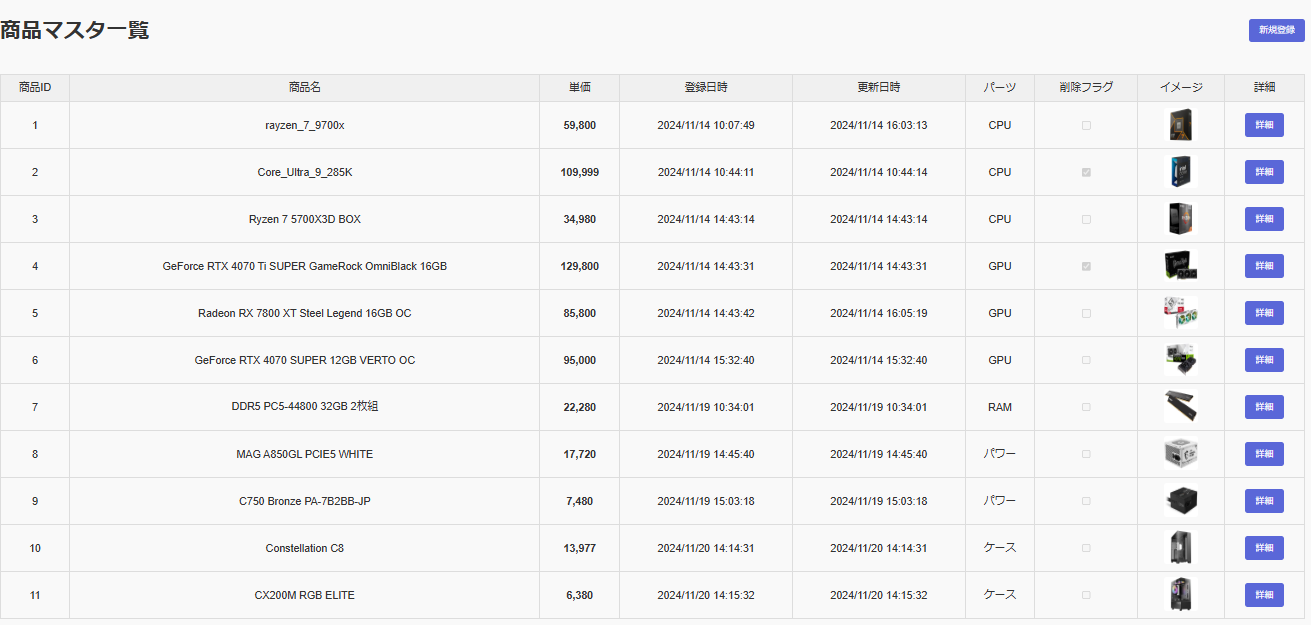 商品マスタ一覧
新規登録
商品ID 商品名 単価 登録日時 更新日時 パーツ 削除フラグ イメージ 詳細
1 rayzen_7_9700x 59,800 2024/11/14 10:07:49 2024/11/14 16:03:13 CPU 詳細
2 Core_Ultra_9_285K 109,999 2024/11/14 10:44:11 2024/11/14 10:44:14 CPU 詳細
3 Ryzen 7 5700X3D BOX 34,980 2024/11/14 14:43:14 2024/11/14 14:43:14 CPU 詳細
4 GeForce RTX 4070 Ti SUPER GameRock OmniBlack 16GB 129,800 2024/11/14 14:43:31 2024/11/14 14:43:31 GPU 詳細
5 Radeon RX 7800 XT Steel Legend 16GB OC 85,800 2024/11/14 14:43:42 2024/11/14 16:05:19 GPU 詳細
6 GeForce RTX 4070 SUPER 12GB VERTO OC 95,000 2024/11/14 15:32:40 2024/11/14 15:32:40 GPU 詳細
7 DDR5 PC5-44800 32GB 2枚組 22,280 2024/11/19 10:34:01 2024/11/19 10:34:01 RAM 詳細
8 MAG A850GL PCIE5 WHITE 17,720 2024/11/19 14:45:40 2024/11/19 14:45:40 パワー 詳細
9 C750 Bronze PA-7B2BB-JP 7,480 2024/11/19 15:03:18 2024/11/19 15:03:18 パワー 詳細
10 Constellation C8 13,977 2024/11/20 14:14:31 2024/11/20 14:14:31 ケース 詳細
11 CX200M RGB ELITE 6,380 2024/11/20 14:15:32 2024/11/20 14:15:32 ケース 詳細